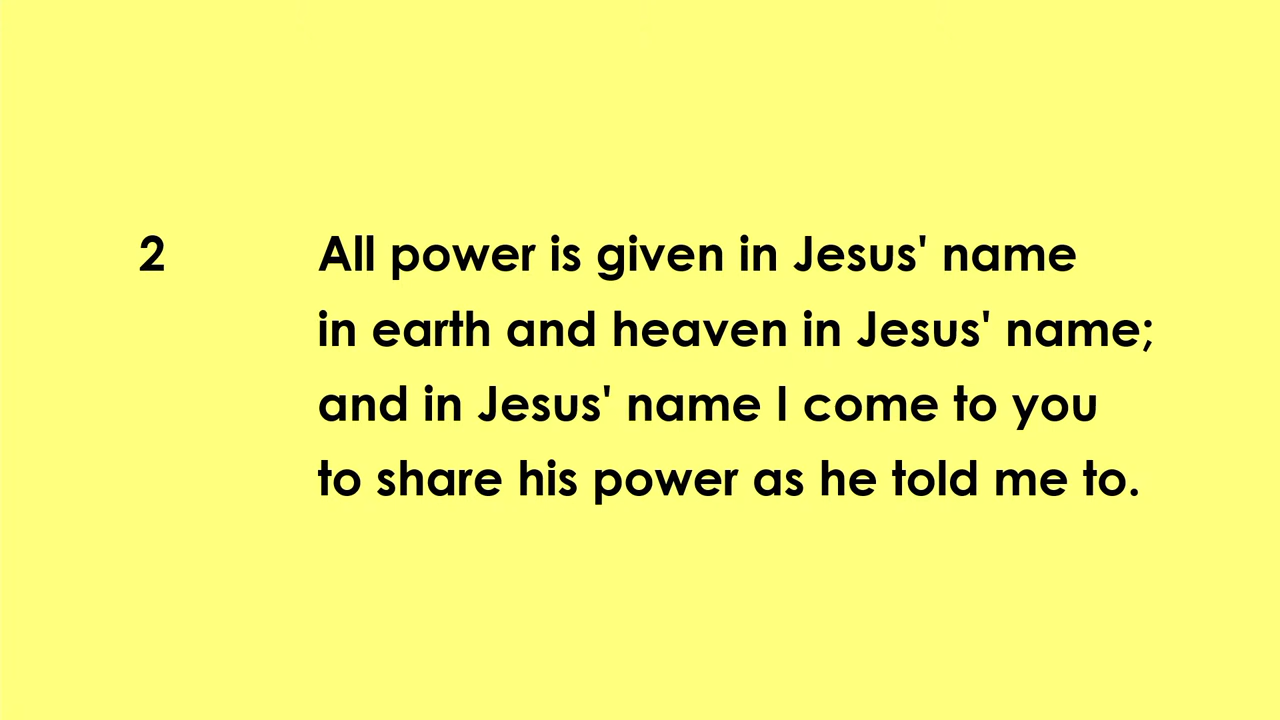 2 All power is given in Jesus' name
in earth and heaven in Jesus' name;
and in Jesus' name I come to you
to share his power as he told me to.